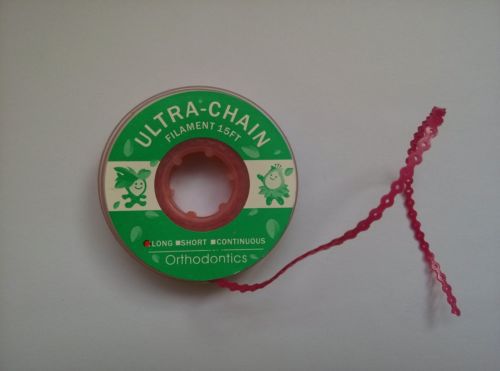 ULTRA-CHAIN
FILAMENT 15FT
LONG SHORT CONTINUOUS
Orthodontics